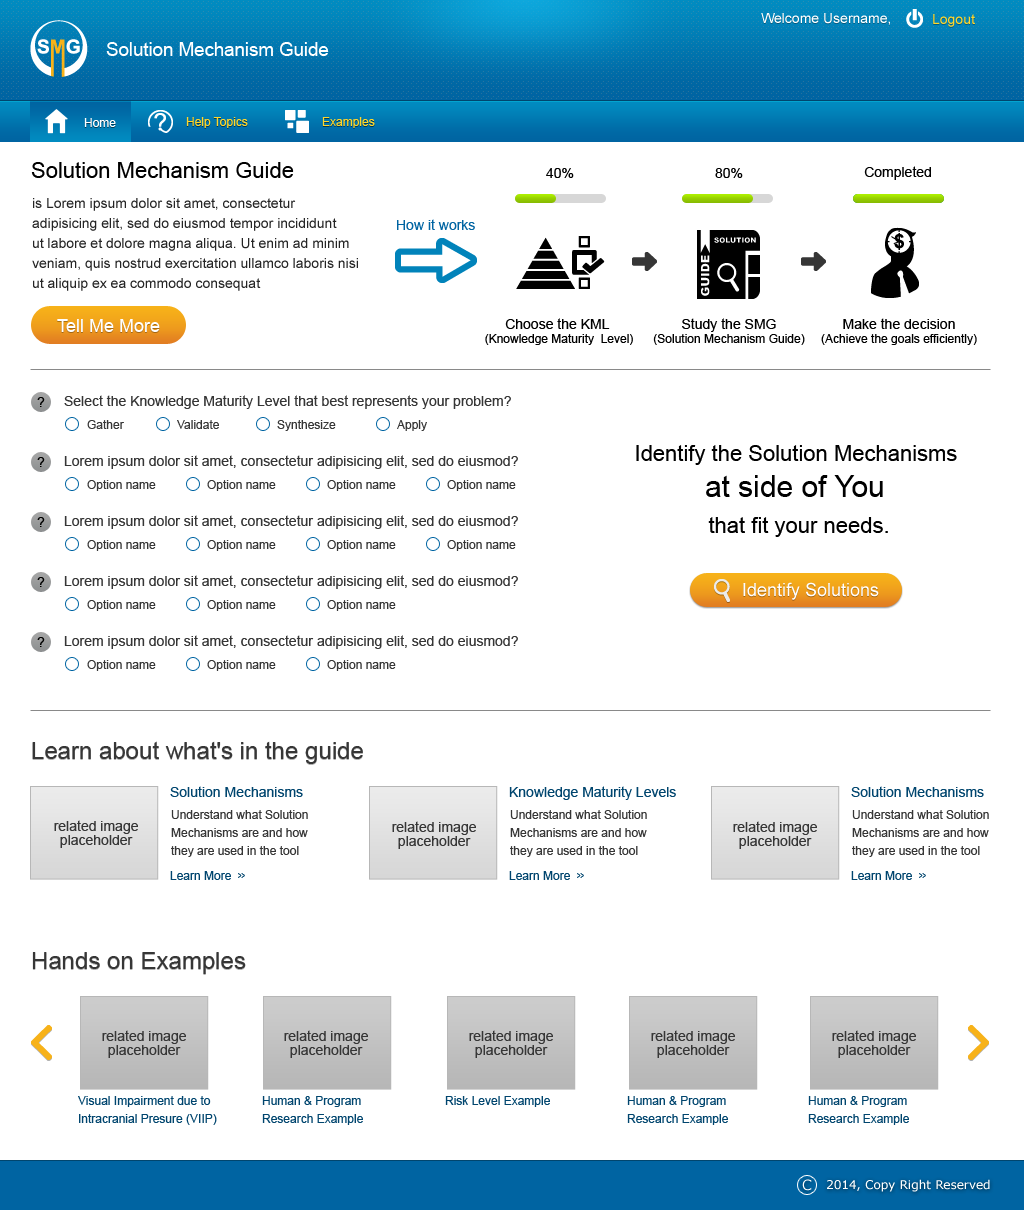 Welcome Username, Logout
SMG Solution Mechanism Guide
Home Help Topics Examples
Solution Mechanism Guide
is Lorem ipsum dolor sit amet, consectetur
adipisicing elit, sed do eiusmod tempor incididunt
ut labore et dolore magna aliqua. Ut enim ad minim
veniam, quis nostrud exercitation ullamco laboris nisi
ut aliquip ex ea commodo consequat
Tell Me More
How it works
40% 80% Completed
SOLUTION
GUIDE
$
Choose the KML
(Knowledge Maturity Level)
Study the SMG
(Solution Mechanism Guide)
Make the decision
(Achieve the goals efficiently)
? Select the Knowledge Maturity Level that best represents your problem?
Gather Validate Synthesize Apply
? Lorem ipsum dolor sit amet, consectetur adipisicing elit, sed do eiusmod?
Option name Option name Option name Option name
? Lorem ipsum dolor sit amet, consectetur adipisicing elit, sed do eiusmod?
Option name Option name Option name Option name
? Lorem ipsum dolor sit amet, consectetur adipisicing elit, sed do eiusmod?
Option name Option name Option name
? Lorem ipsum dolor sit amet, consectetur adipisicing elit, sed do eiusmod?
Option name Option name Option name
Identify the Solution Mechanisms
at side of You
that fit your needs.
Identify Solutions
Learn about what's in the guide
related image
placeholder
Solution Mechanisms
Understand what Solution
Mechanisms are and how
they are used in the tool
Learn More »
related image
placeholder
Knowledge Maturity Levels
Understand what Solution
Mechanisms are and how
they are used in the tool
Learn More »
related image
placeholder
Solution Mechanisms
Understand what Solution
Mechanisms are and how
they are used in the tool
Learn More »
Hands on Examples
related image
placeholder
Visual Impairment due to
Intracranial Presure (VIIP)
related image
placeholder
Human & Program
Research Example
related image
placeholder
Risk Level Example
related image
placeholder
Human & Program
Research Example
related image
placeholder
Human & Program
Research Example
© 2014, Copy Right Reserved